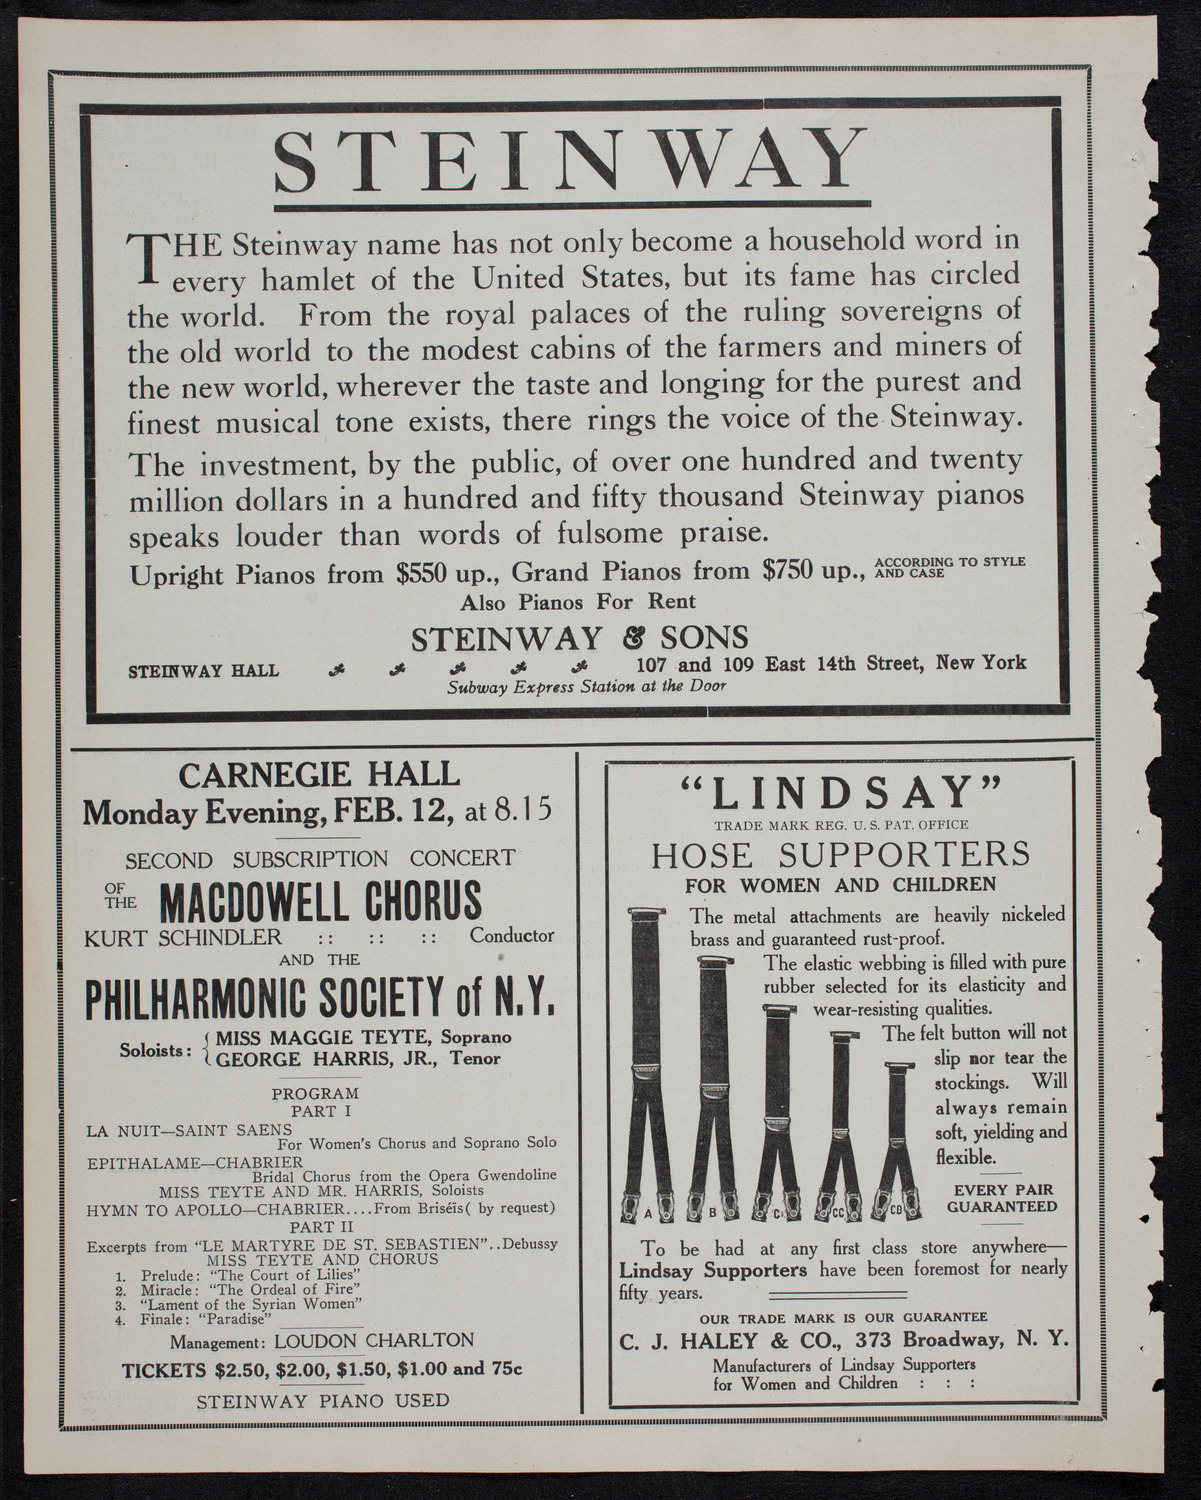 STEINWAY
THE Steinway name has not only become a household word in
every hamlet of the United States, but its fame has circled
the world. From the royal palaces of the ruling sovereigns of
the old world to the modest cabins of the farmers and miners of
the new world, wherever the taste and longing for the purest and
finest musical tone exists, there rings the voice of the Steinway.
The investment, by the public, of over one hundred and twenty
million dollars in a hundred and fifty thousand Steinway pianos
speaks louder than words of fulsome praise.
Upright Pianos from $550 up., Grand Pianos from $750 up., ACCORDING TO STYLE
AND CASE
Also Pianos For Rent
STEINWAY & SONS
STEINWAY HALL 107 and 109 East 14th Street, New York
Subway Express Station at the Door
CARNEGIE HALL
Monday Evening, FEB. 12, at 8.15
SECOND SUBSCRIPTION CONCERT
OF THE MACDOWELL CHORUS
KURT SCHINDLER :: :: :: Conductor
AND THE
PHILHARMONIC SOCIETY of N.Y.
Soloists: { MISS MAGGIE TEYTE, Soprano
GEORGE HARRIS, JR., Tenor
PROGRAM
PART I
LA NUIT—SAINT SAENS
For Women's Chorus and Soprano Solo
EPITHALAME—CHABRIER
Bridal Chorus from the Opera Gwendoline
MISS TEYTE AND MR. HARRIS, Soloists
HYMN TO APOLLO—CHABRIER....From Briséis( by request)
PART II
Excerpts from "LE MARTYRE DE ST. SEBASTIEN"..Debussy
MISS TEYTE AND CHORUS
1. Prelude: "The Court of Lilies"
2. Miracle: "The Ordeal of Fire"
3. "Lament of the Syrian Women"
4. Finale: "Paradise"
Management: LOUDON CHARLTON
TICKETS $2.50, $2.00, $1.50, $1.00 and 75c
STEINWAY PIANO USED
"LINDSAY"
TRADE MARK REG. U. S. PAT. OFFICE
HOSE SUPPORTERS
FOR WOMEN AND CHILDREN
The metal attachments are heavily nickeled
brass and guaranteed rust-proof.
The elastic webbing is filled with pure
rubber selected for its elasticity and
wear-resisting qualities.
The felt button will not
slip nor tear the
stockings. Will
always remain
soft, yielding and
flexible.
EVERY PAIR
GUARANTEED
A B C CC CD
To be had at any first class store anywhere—
Lindsay Supporters have been foremost for nearly
fifty years.
OUR TRADE MARK IS OUR GUARANTEE
C. J. HALEY & CO., 373 Broadway, N. Y.
Manufacturers of Lindsay Supporters
for Women and Children : : :